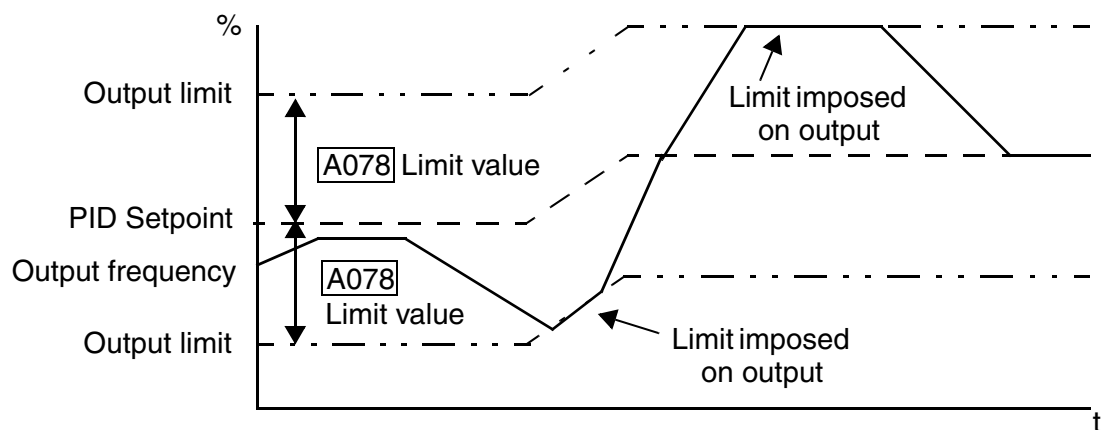 %
Output limit
A078 Limit value
PID Setpoint
Output frequency
A078
Limit value
Output limit
Limit imposed
on output
Limit imposed
on output
t